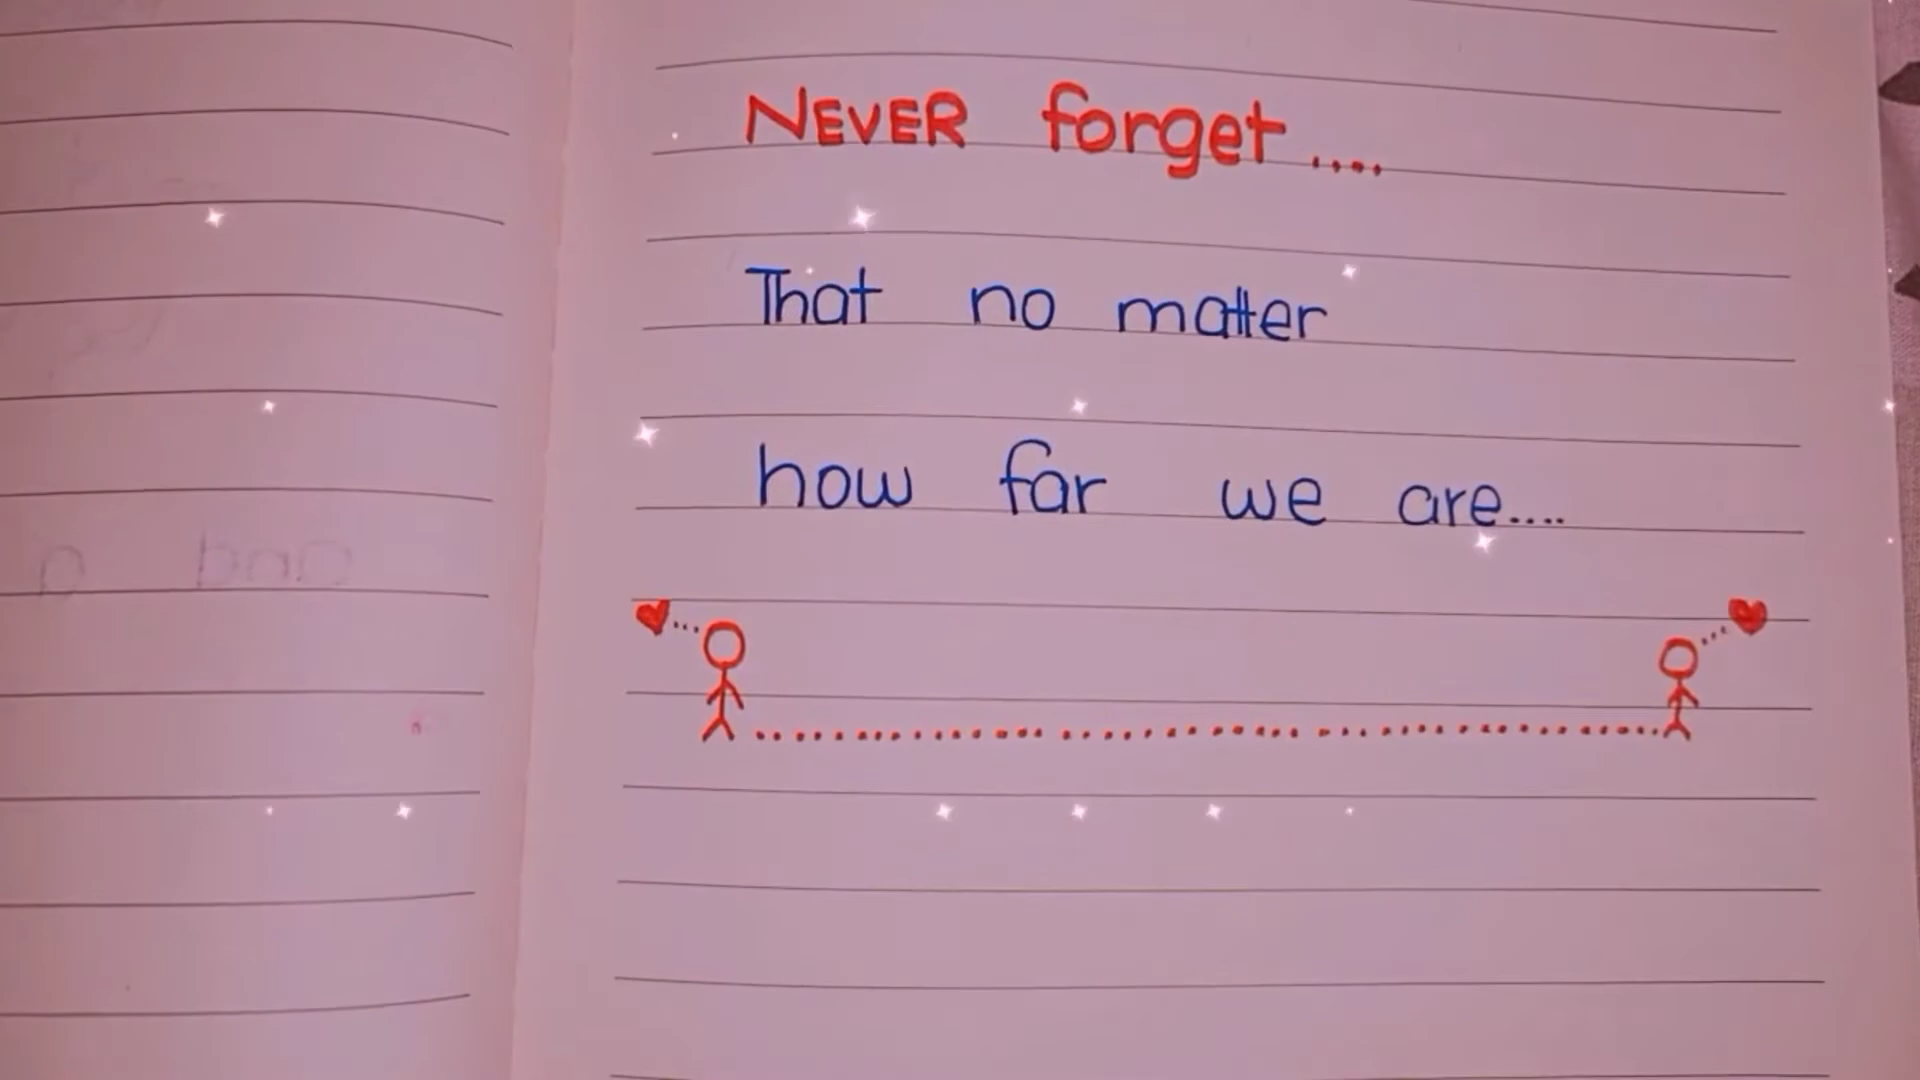 NEVER forget....
That no matter
how far we are....